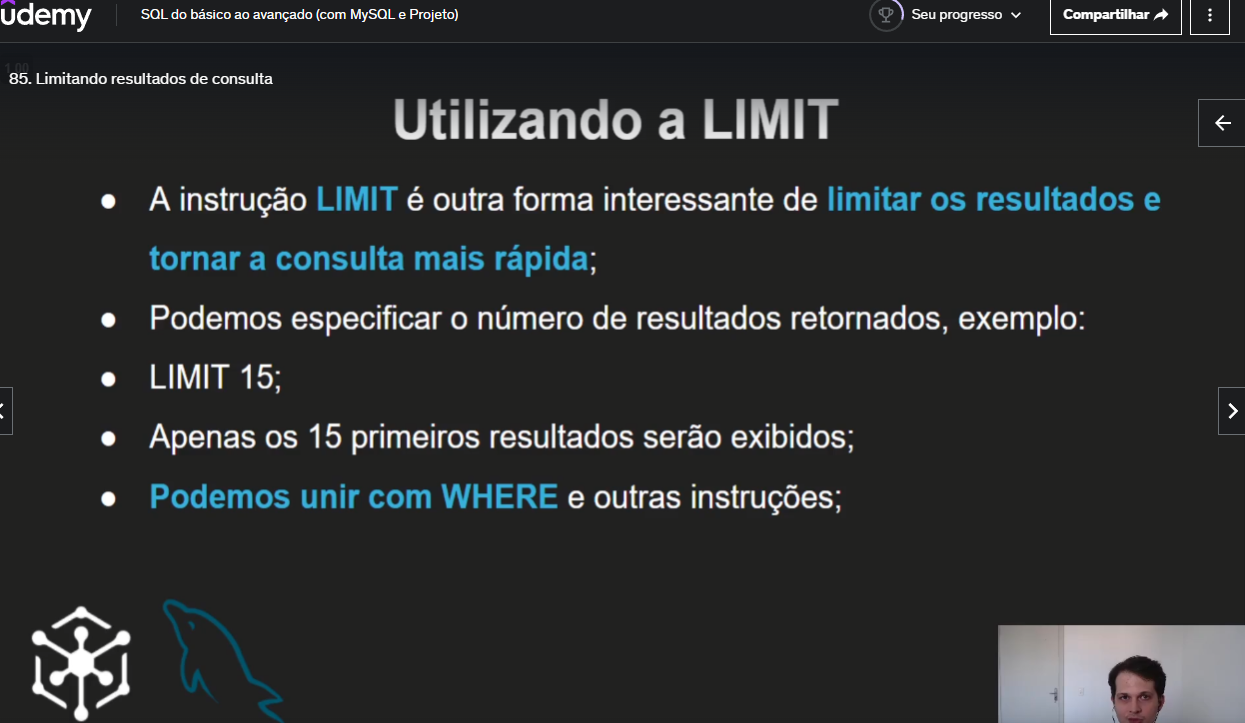 udemy
SQL do básico ao avançado (com MySQL e Projeto)
Seu progresso
Compartilhar
85. Limitando resultados de consulta
Utilizando a LIMIT
A instrução LIMIT é outra forma interessante de limitar os resultados e
tornar a consulta mais rápida;
Podemos especificar o número de resultados retornados, exemplo:
LIMIT 15;
Apenas os 15 primeiros resultados serão exibidos;
Podemos unir com WHERE e outras instruções;